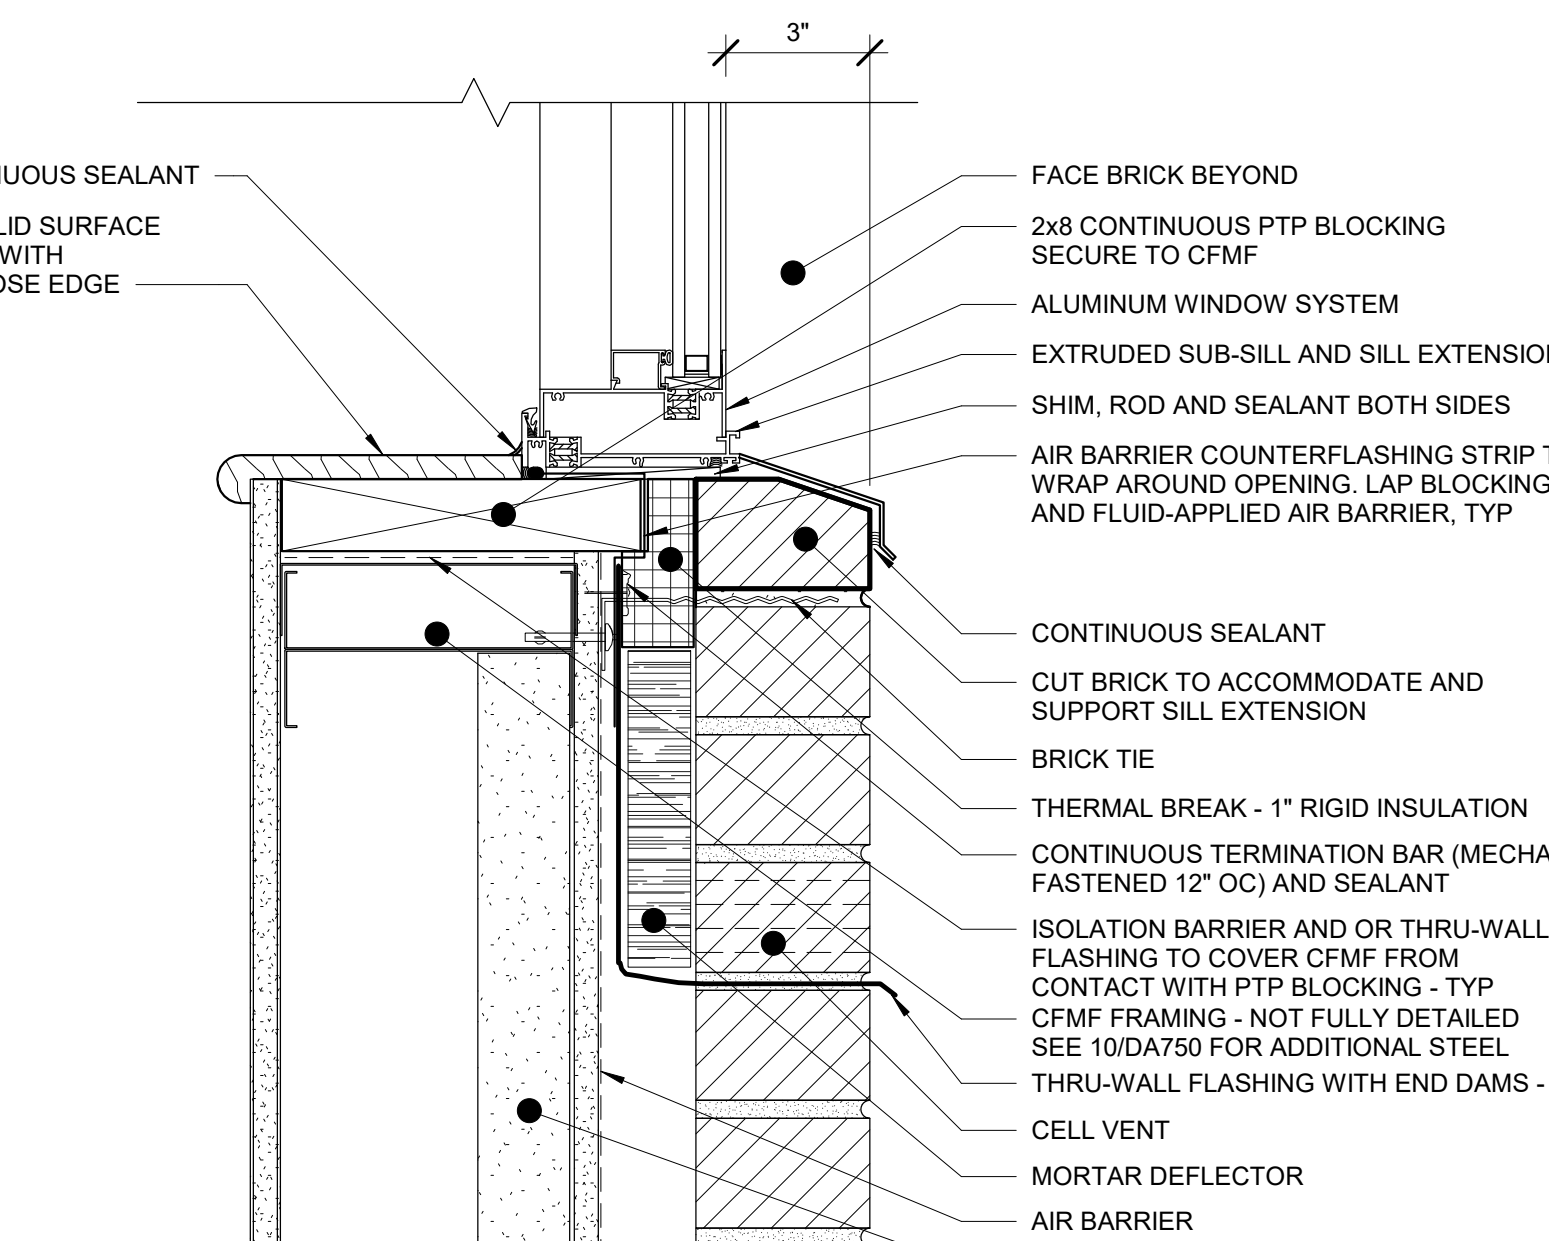 3"
NUOUS SEALANT
LID SURFACE
WITH
OSE EDGE
FACE BRICK BEYOND
2x8 CONTINUOUS PTP BLOCKING
SECURE TO CFMF
ALUMINUM WINDOW SYSTEM
EXTRUDED SUB-SILL AND SILL EXTENSION
SHIM, ROD AND SEALANT BOTH SIDES
AIR BARRIER COUNTERFLASHING STRIP T
WRAP AROUND OPENING. LAP BLOCKING
AND FLUID-APPLIED AIR BARRIER, TYP
CONTINUOUS SEALANT
CUT BRICK TO ACCOMMODATE AND
SUPPORT SILL EXTENSION
BRICK TIE
THERMAL BREAK - 1" RIGID INSULATION
CONTINUOUS TERMINATION BAR (MECHA
FASTENED 12" OC) AND SEALANT
ISOLATION BARRIER AND OR THRU-WALL
FLASHING TO COVER CFMF FROM
CONTACT WITH PTP BLOCKING - TYP
CFMF FRAMING - NOT FULLY DETAILED
SEE 10/DA750 FOR ADDITIONAL STEEL
THRU-WALL FLASHING WITH END DAMS -
CELL VENT
MORTAR DEFLECTOR
AIR BARRIER